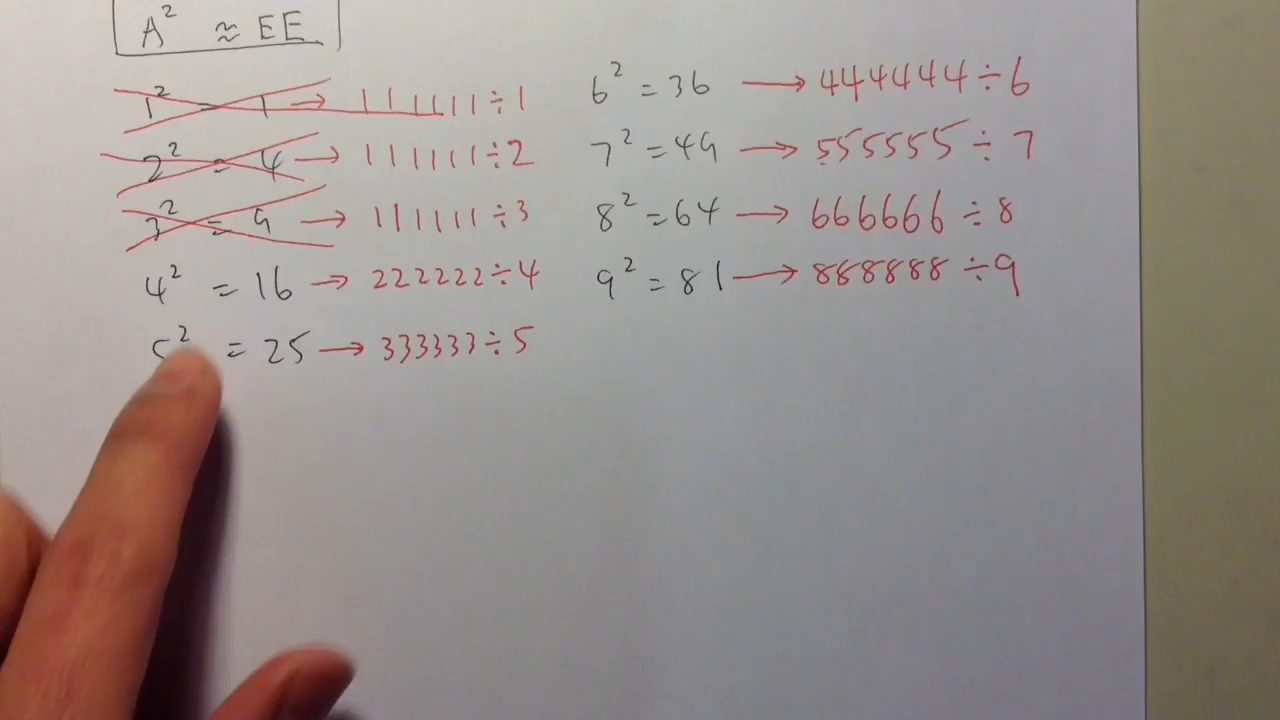 A² ≈ EE
1² = 1 → 111111÷1
2² = 4 → 111111÷2
3² = 9 → 111111÷3
4² = 16 → 222222÷4
5² = 25 → 333333÷5
6² = 36 → 444444÷6
7² = 49 → 555555÷7
8² = 64 → 666666÷8
9² = 81 → 888888÷9